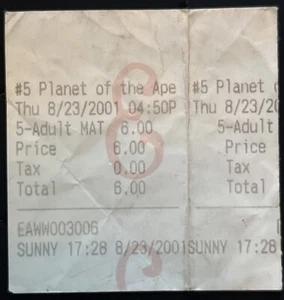 #5 Planet of the Ape #5 Planet o
Thu 8/23/2001 04:50P Thu 8/23/20
5-Adult MAT 6.00 5-Adult
Price 6.00 Price
Tax 0.00 Tax
Total 6.00 Total
EAWW003006
SUNNY 17:28 8/23/2001 SUNNY 17:28